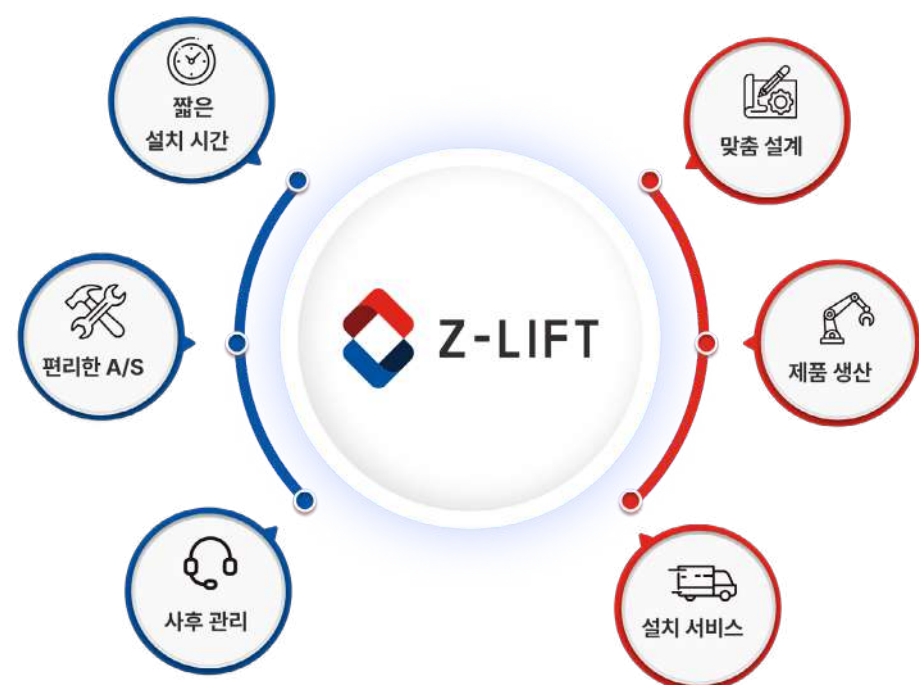 짧은
설치 시간
맞춤 설계
편리한 A/S
Z-LIFT
제품 생산
사후 관리
설치 서비스